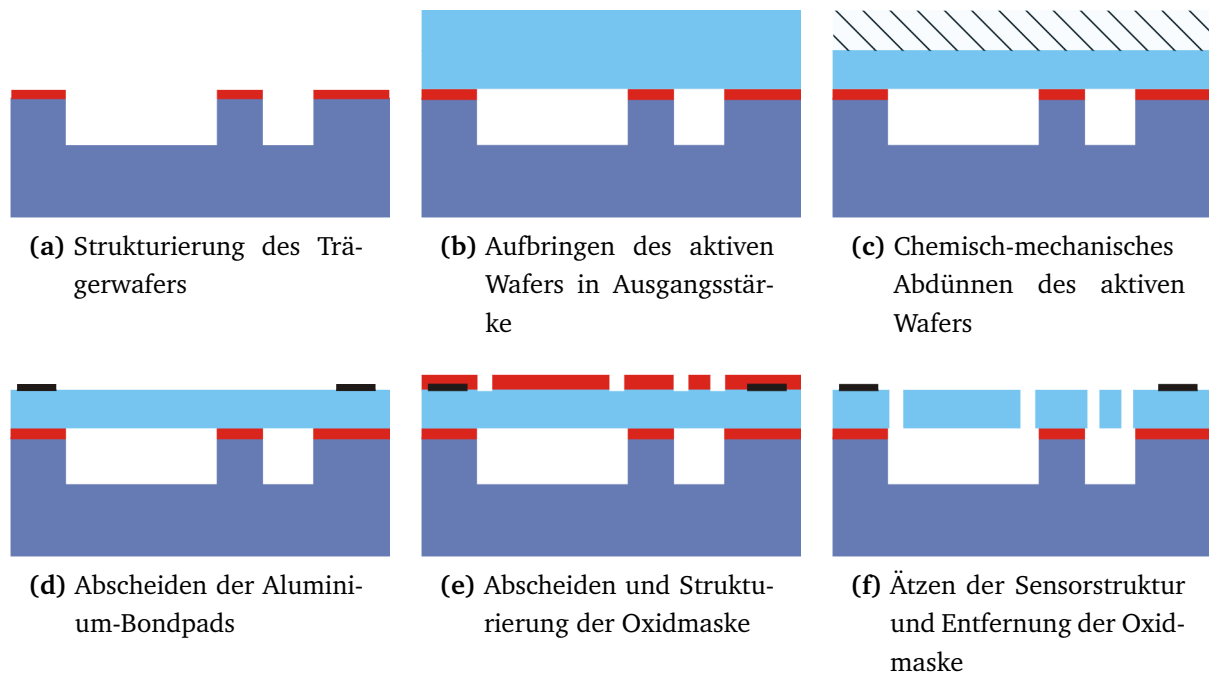 (a) Strukturierung des Trä-
gerwafers
(b) Aufbringen des aktiven
Wafers in Ausgangsstär-
ke
(c) Chemisch-mechanisches
Abdünnen des aktiven
Wafers
(d) Abscheiden der Alumini-
um-Bondpads
(e) Abscheiden und Struktu-
rierung der Oxidmaske
(f) Ätzen der Sensorstruktur
und Entfernung der Oxid-
maske